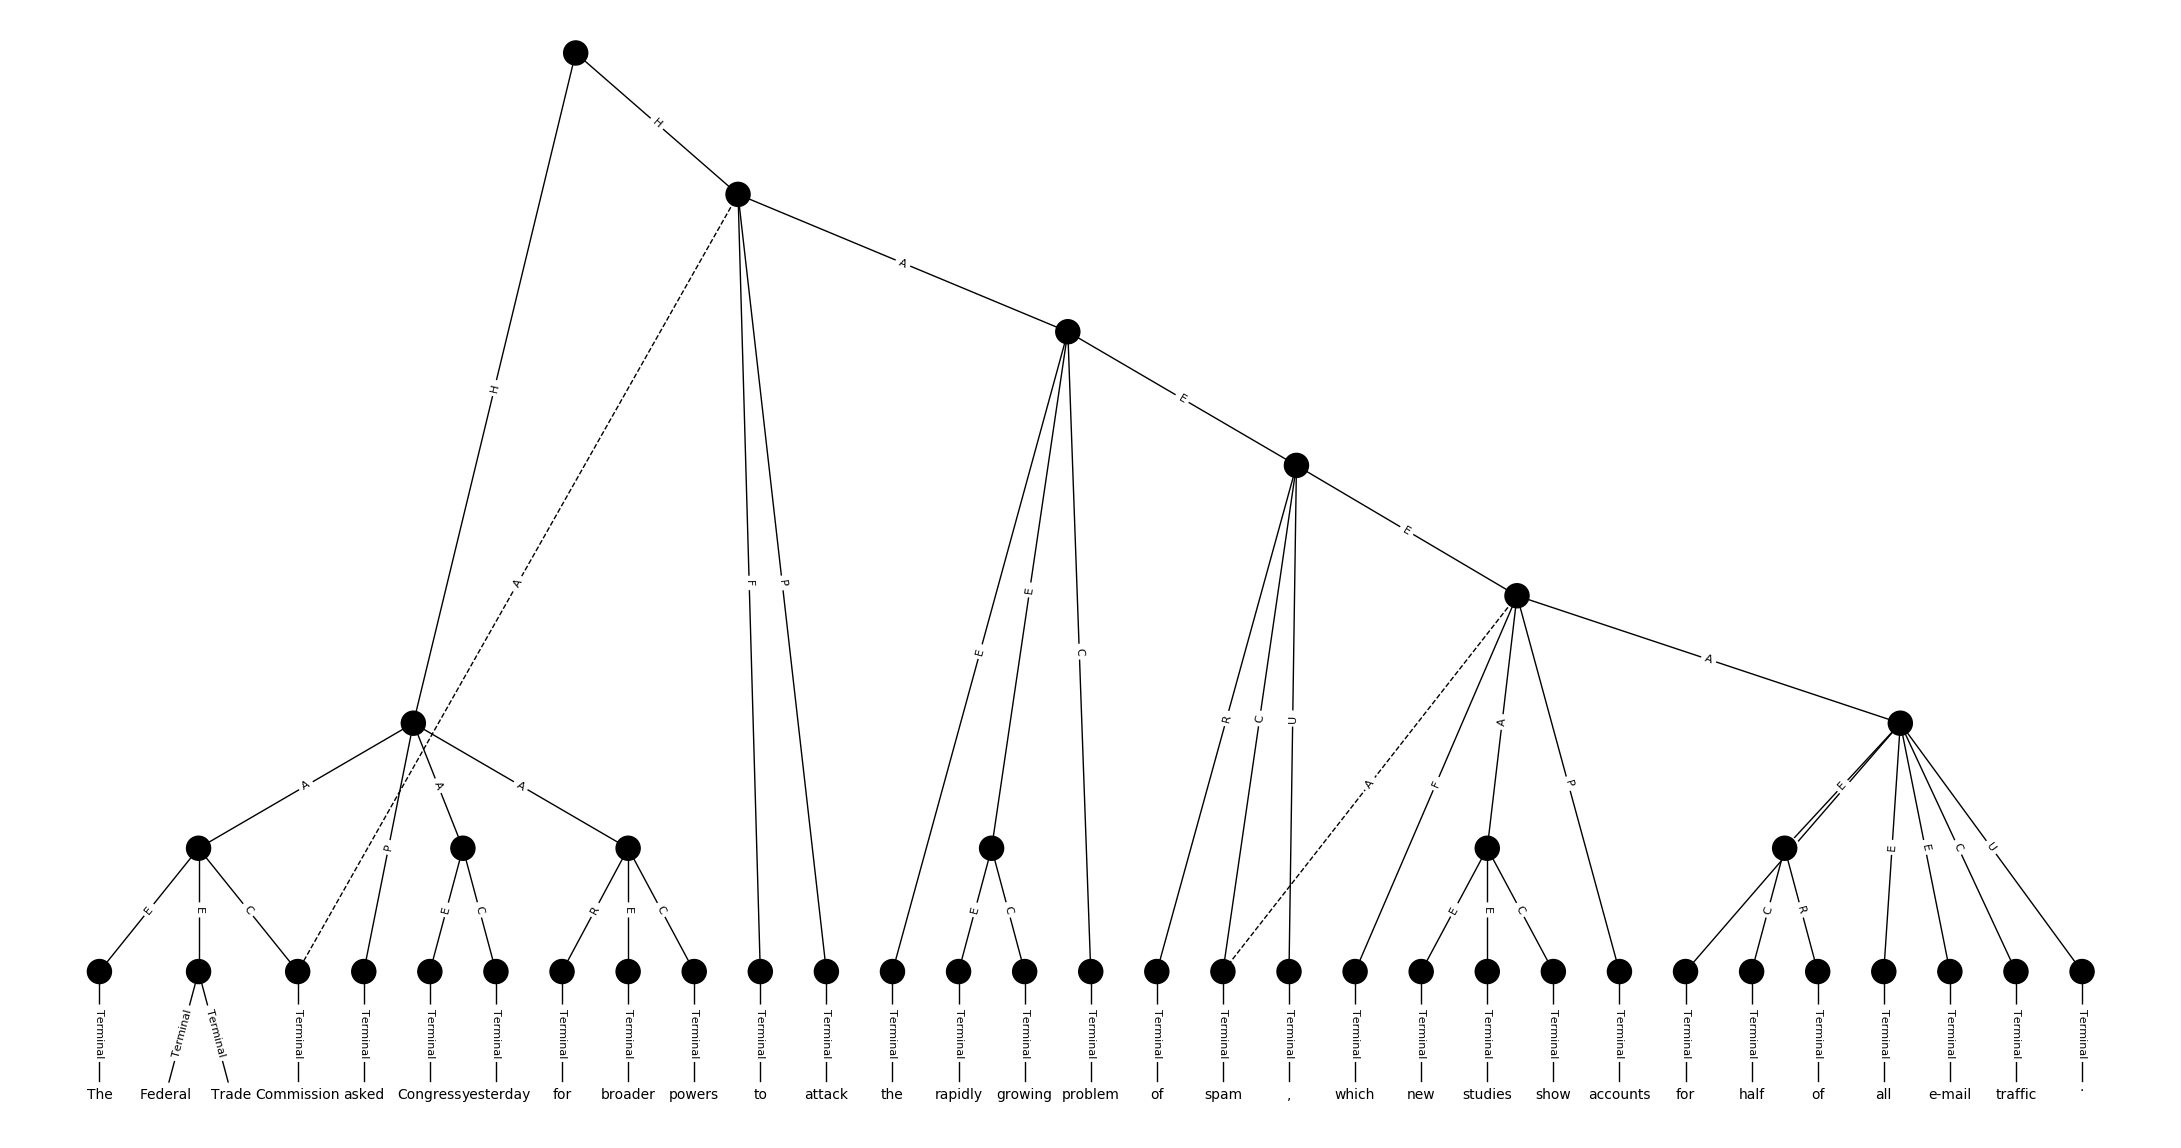 H
H
A
E
E
H
A
F
P
E
E
C
R
C
U
A
F
A
P
A
A
P
A
A
E
E
E
C
U
E
E
C
E
C
R
E
C
E
C
E
E
C
C
R
Terminal Terminal Terminal Terminal Terminal Terminal Terminal Terminal Terminal Terminal Terminal Terminal Terminal Terminal Terminal Terminal Terminal Terminal Terminal Terminal Terminal Terminal Terminal Terminal Terminal Terminal Terminal Terminal Terminal Terminal Terminal Terminal
The Federal Trade Commission asked Congress yesterday for broader powers to attack the rapidly growing problem of spam , which new studies show accounts for half of all e-mail traffic .